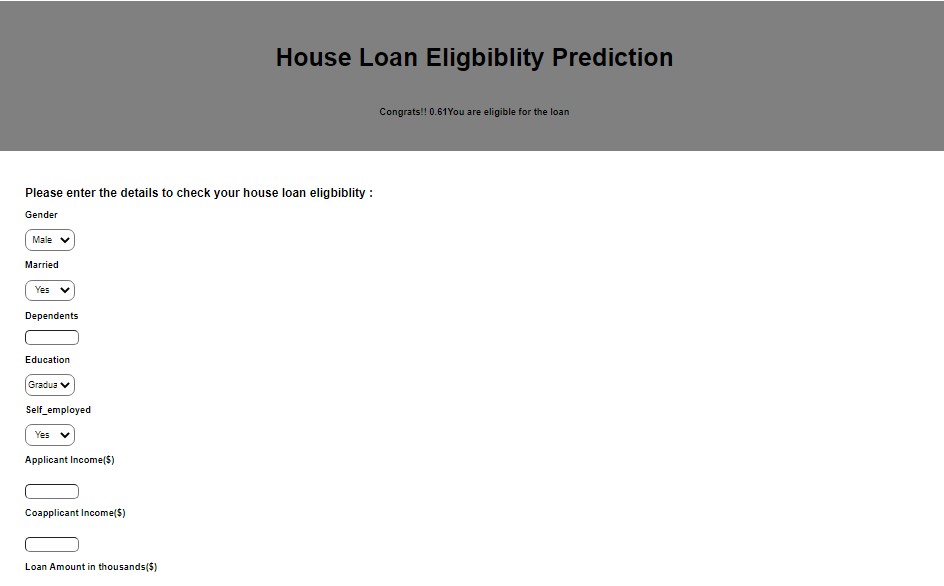 House Loan Eligbiblity Prediction
Congrats!! 0.61You are eligible for the loan
Please enter the details to check your house loan eligbiblity :
Gender
Male
Married
Yes
Dependents
Education
Gradua
Self_employed
Yes
Applicant Income($)
Coapplicant Income($)
Loan Amount in thousands($)